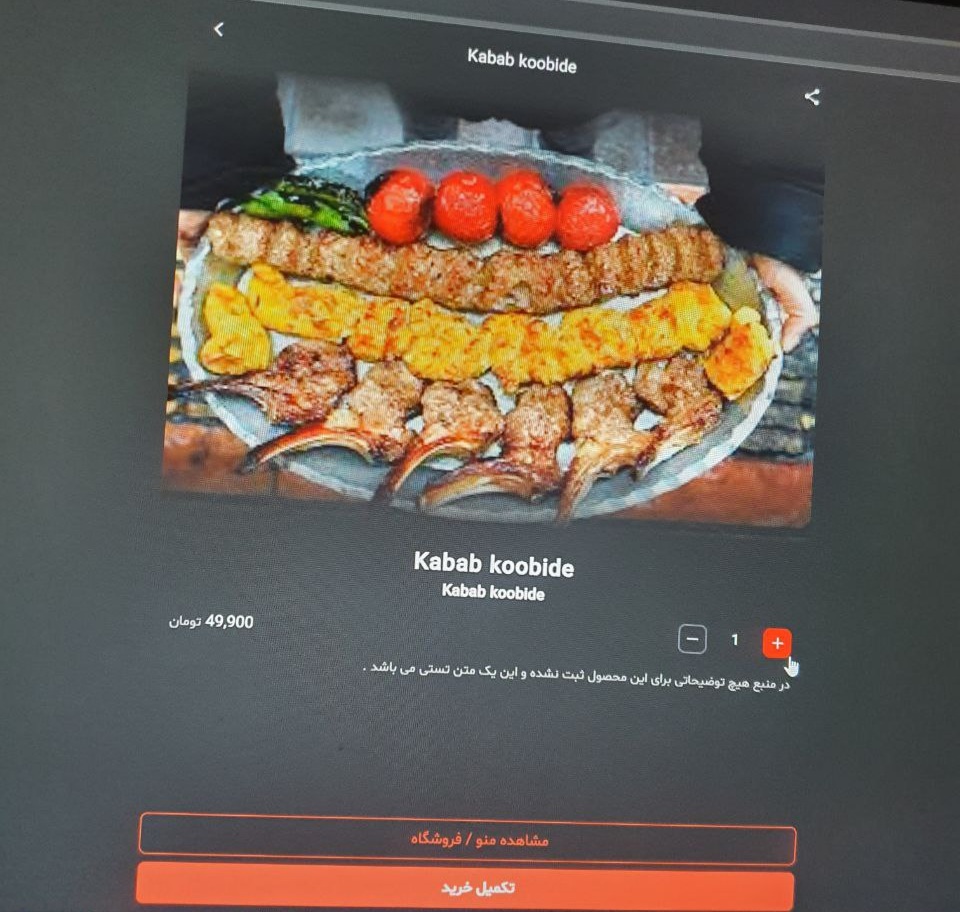 Kabab koobide
Kabab koobide
Kabab koobide
49,900 تومان
1
در منبع هیچ توضیحاتی برای این محصول ثبت نشده و این یک متن تستی می باشد .
مشاهده منو / فروشگاه
تکمیل خرید